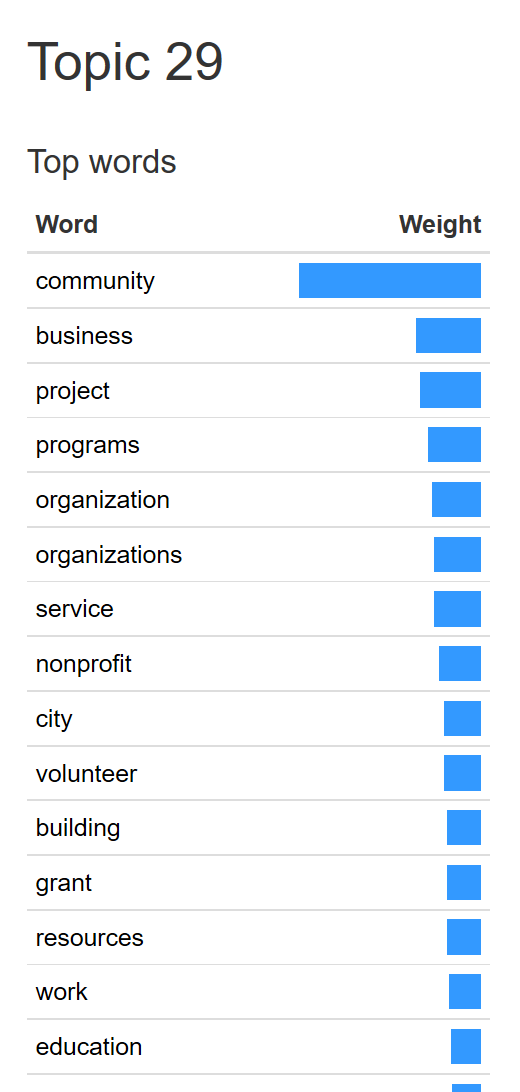 Topic 29
Top words
Word Weight
community
business
project
programs
organization
organizations
service
nonprofit
city
volunteer
building
grant
resources
work
education